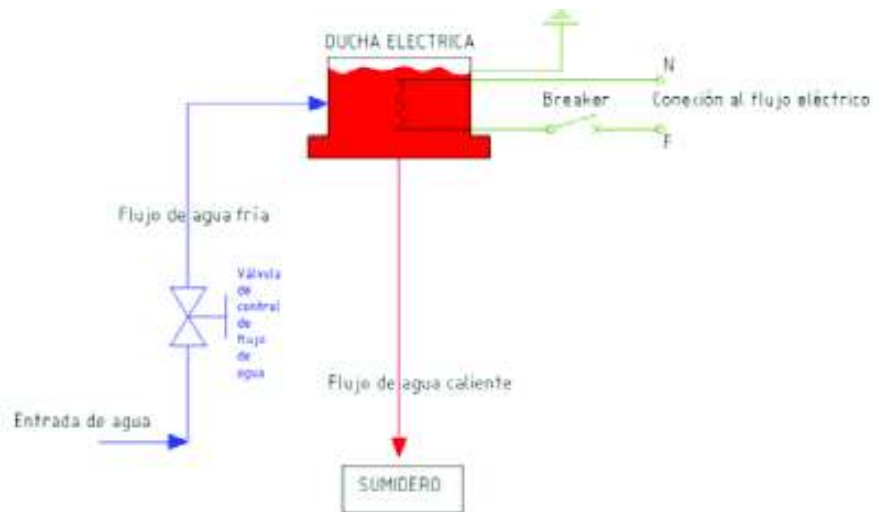 DUCHA ELECTRICA
N
Breaker
Coneción al flujo eléctrico
F
Flujo de agua fría
Válvula
de
control
de
flujo
de
agua
Flujo de agua caliente
Entrada de agua
SUMIDERO